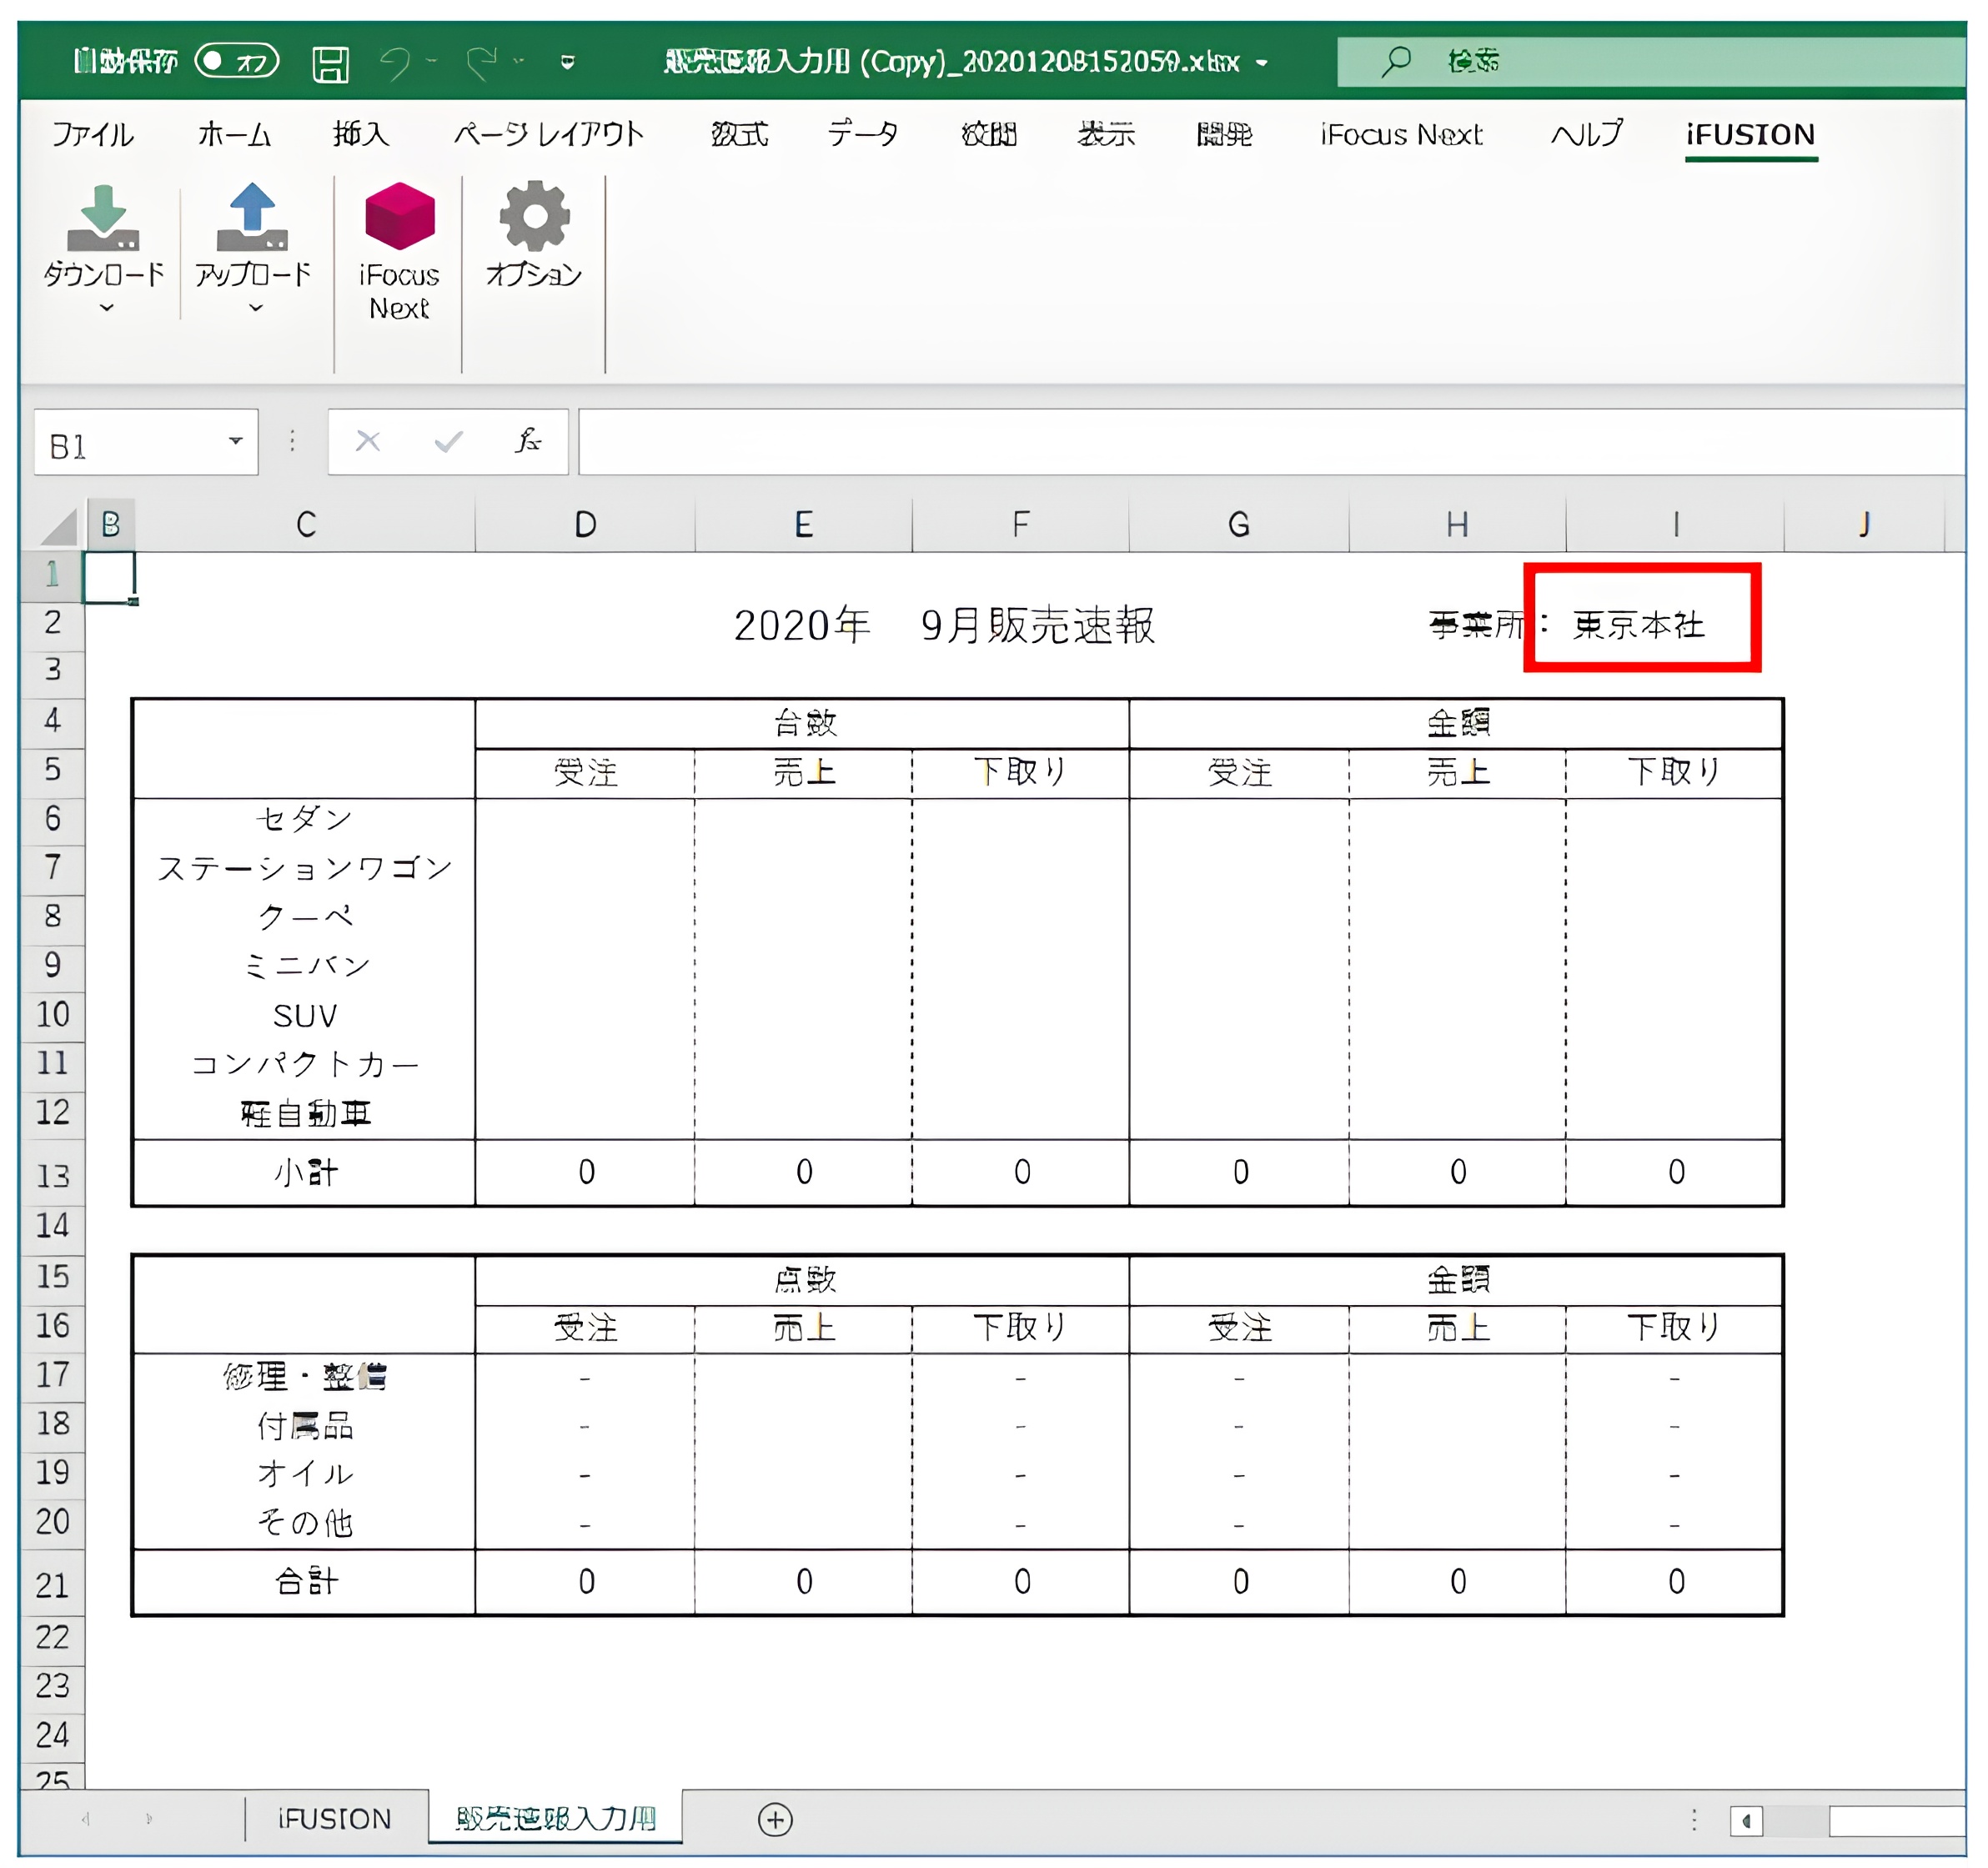 自動保存 オフ 販売速報入力用 (Copy)_20201208152059.xlsx 検索
ファイル ホーム 挿入 ページ レイアウト 数式 データ 校閲 表示 開発 iFocus Next ヘルプ iFUSION
ダウンロード アップロード iFocus Next オプション
B1 fx
B C D E F G H I J
1
2 2020年 9月販売速報 事業所： 東京本社
3
4 台数 金額
5 受注 売上 下取り 受注 売上 下取り
6 セダン
7 ステーションワゴン
8 クーペ
9 ミニバン
10 SUV
11 コンパクトカー
12 軽自動車
13 小計 0 0 0 0 0 0
14
15 点数 金額
16 受注 売上 下取り 受注 売上 下取り
17 修理・整備 - - - -
18 付属品 - - - -
19 オイル - - - -
20 その他 - - - -
21 合計 0 0 0 0 0 0
22
23
24
25
iFUSION 販売速報入力用